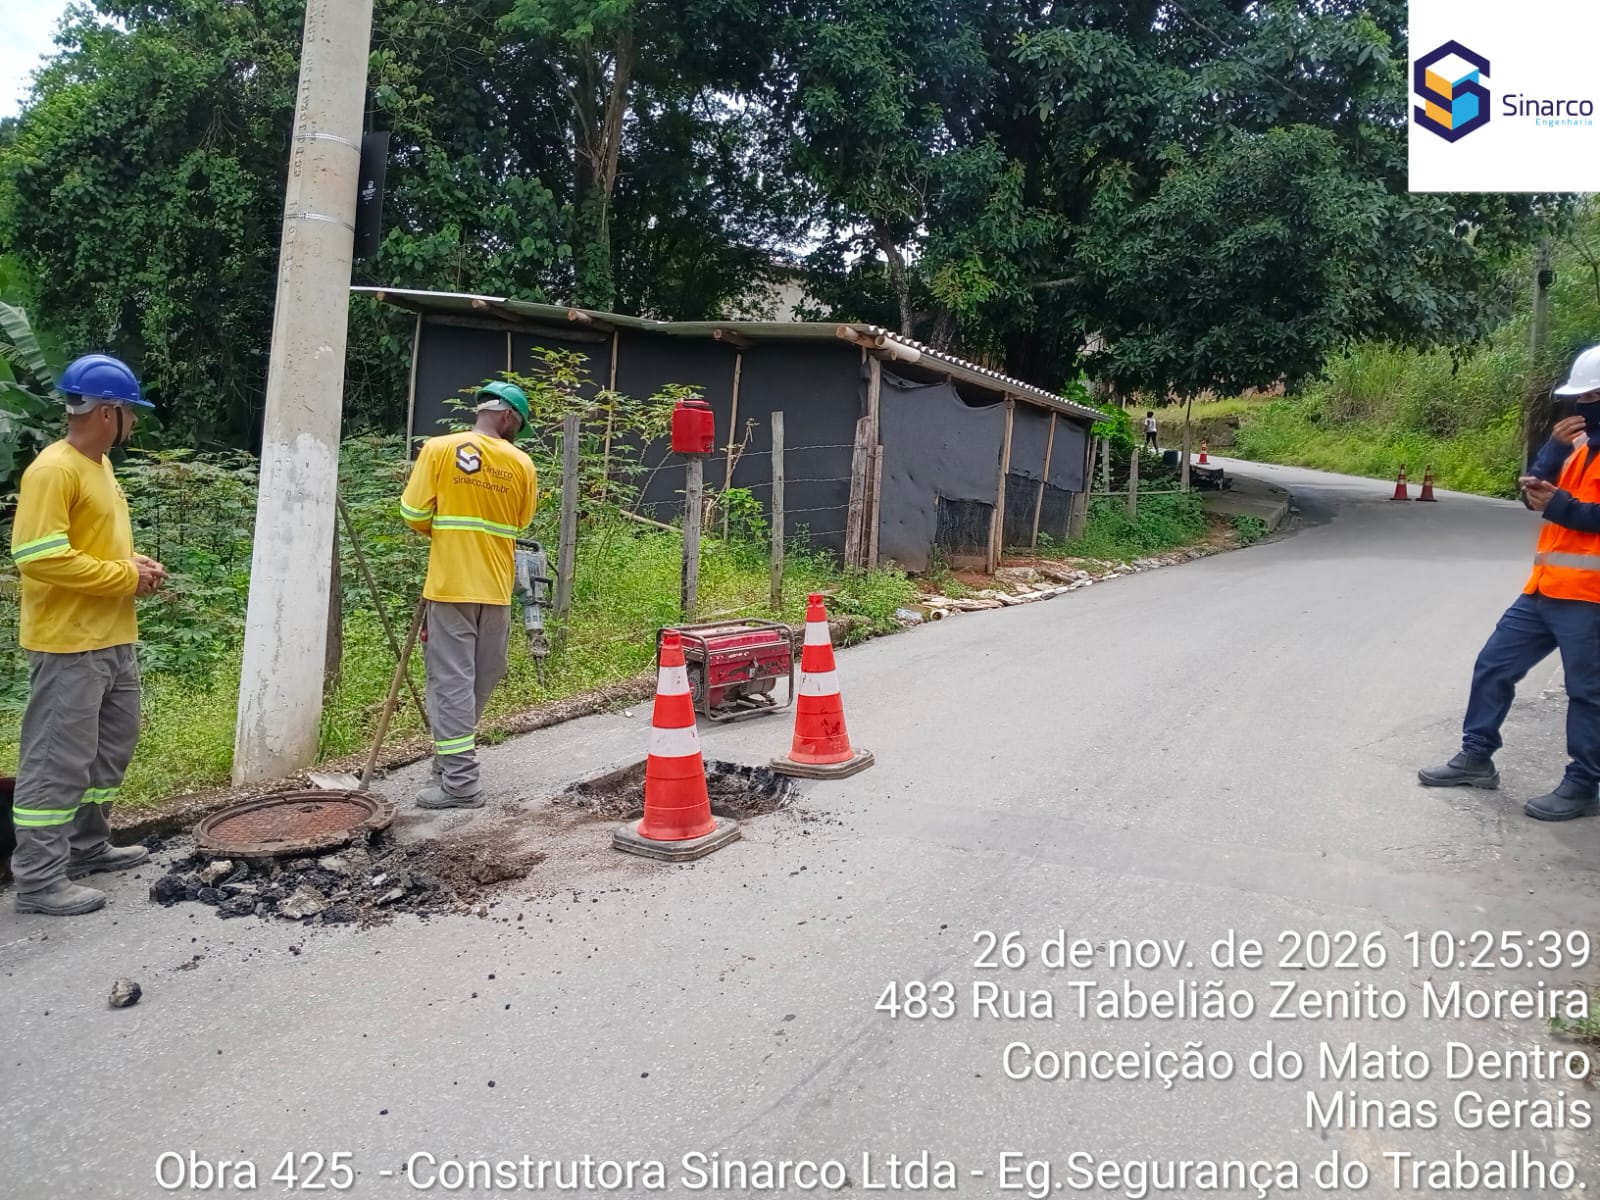 Sinarco
Engenharia
Sinarco
sinarco.com.br
26 de nov. de 2026 10:25:39
483 Rua Tabelião Zenito Moreira
Conceição do Mato Dentro
Minas Gerais
Obra 425 - Construtora Sinarco Ltda - Eg.Segurança do Trabalho.